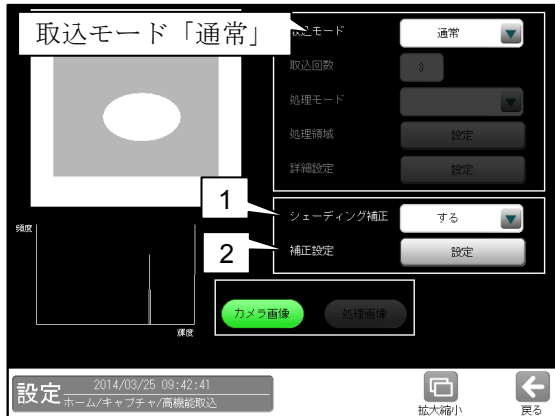 取込モード「通常」
取込モード
通常
取込回数
3
処理モード
処理領域
設定
詳細設定
設定
1
シェーディング補正
する
2
補正設定
設定
頻度
輝度
カメラ画像
処理画像
設定
2014/03/25 09:42:41
ホーム/キャプチャ/高機能取込
拡大縮小
戻る